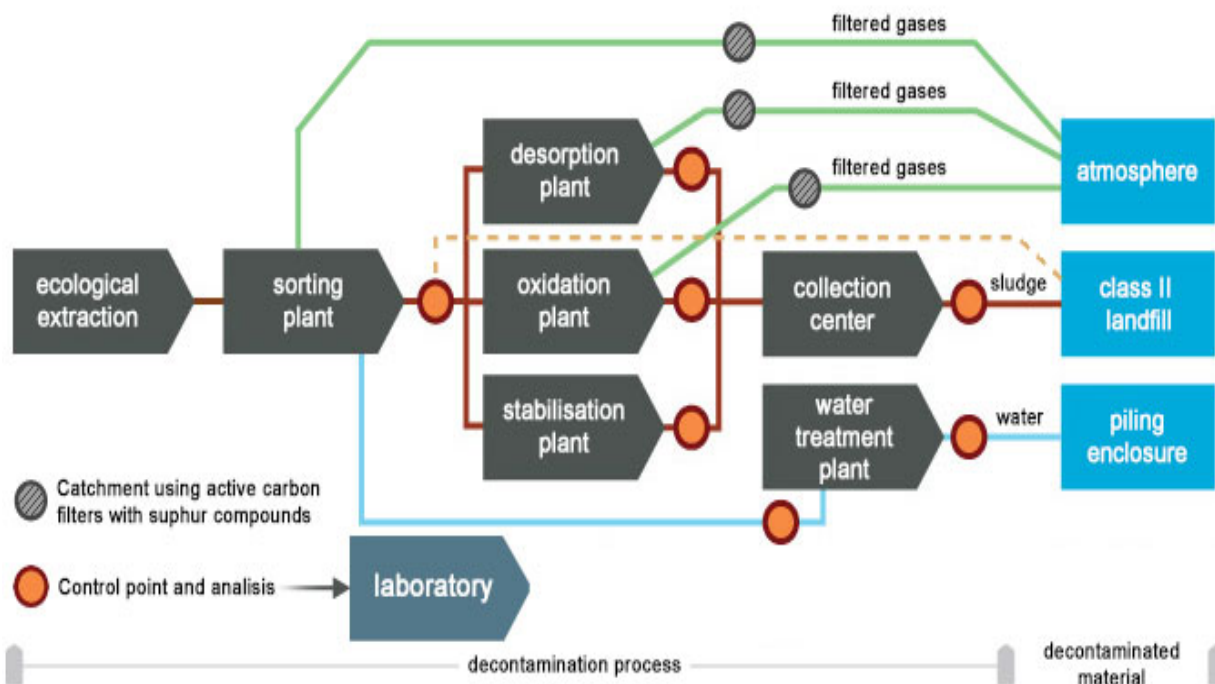 filtered gases
filtered gases
filtered gases
desorption
plant
atmosphere
ecological
extraction
sorting
plant
oxidation
plant
collection
center
sludge
class II
landfill
stabilisation
plant
water
treatment
plant
water
piling
enclosure
Catchment using active carbon
filters with suphur compounds
Control point and analisis
laboratory
decontamination process
decontaminated
material